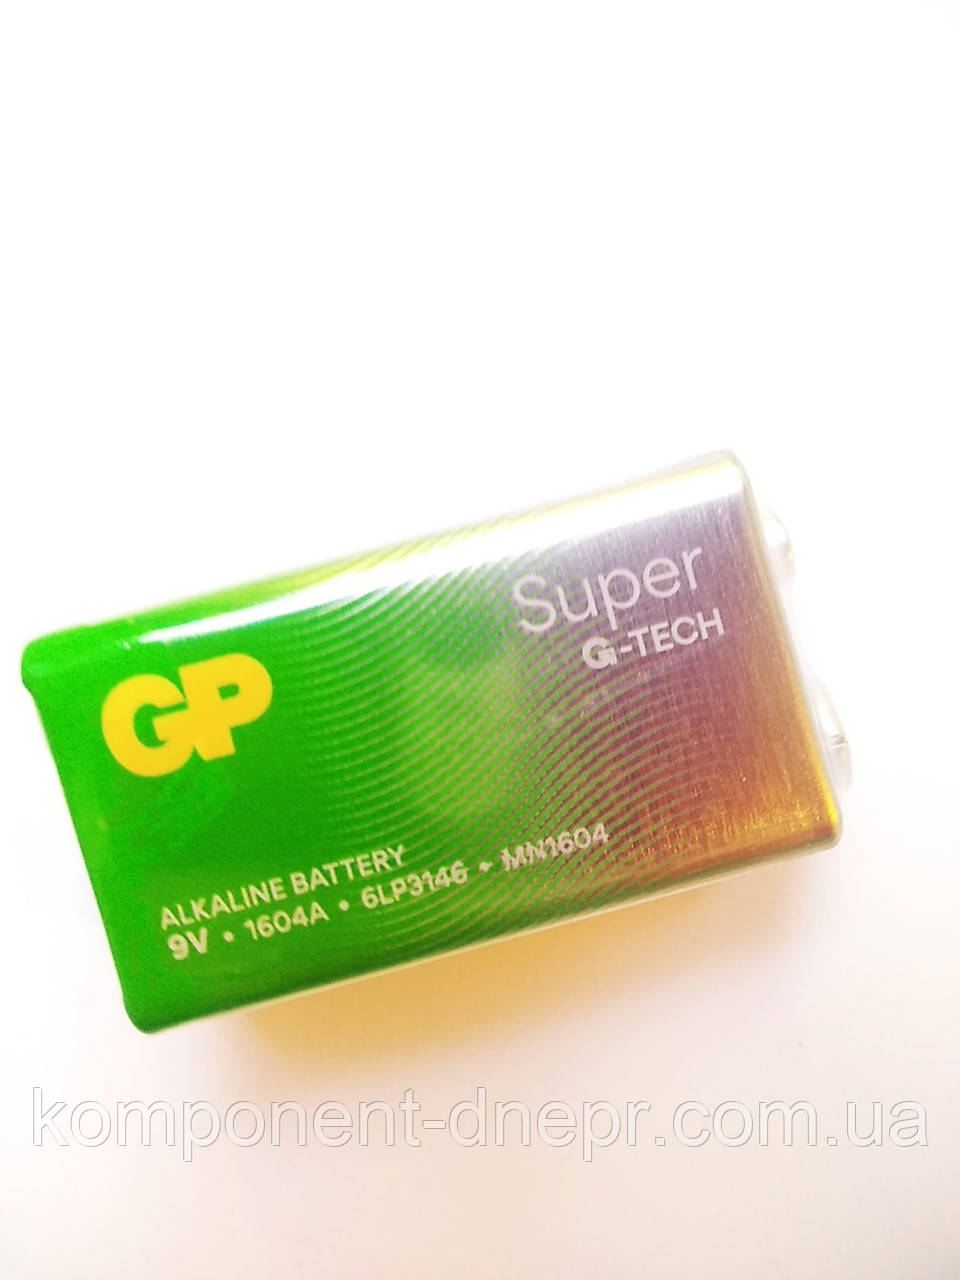 Super
G-TECH
GP
ALKALINE BATTERY
9V • 1604A • 6LP3146 • MN1604
komponent-dnepr.com.ua